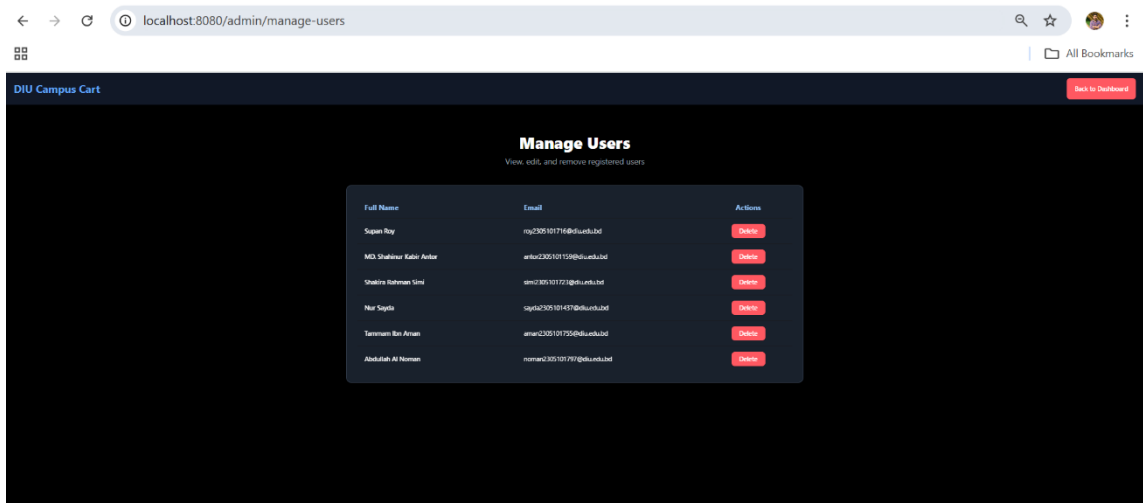 localhost:8080/admin/manage-users
All Bookmarks
DIU Campus Cart
Back to Dashboard
Manage Users
View, edit, and remove registered users
Full Name Email Actions
Supan Roy roy2305101716@diu.edu.bd Delete
MD. Shahinur Kabir Antor antor2305101159@diu.edu.bd Delete
Shakira Rahman Simi simi2305101723@diu.edu.bd Delete
Nur Sayda sayda2305101437@diu.edu.bd Delete
Tammam Ibn Aman aman2305101755@diu.edu.bd Delete
Abdullah Al Noman noman2305101797@diu.edu.bd Delete